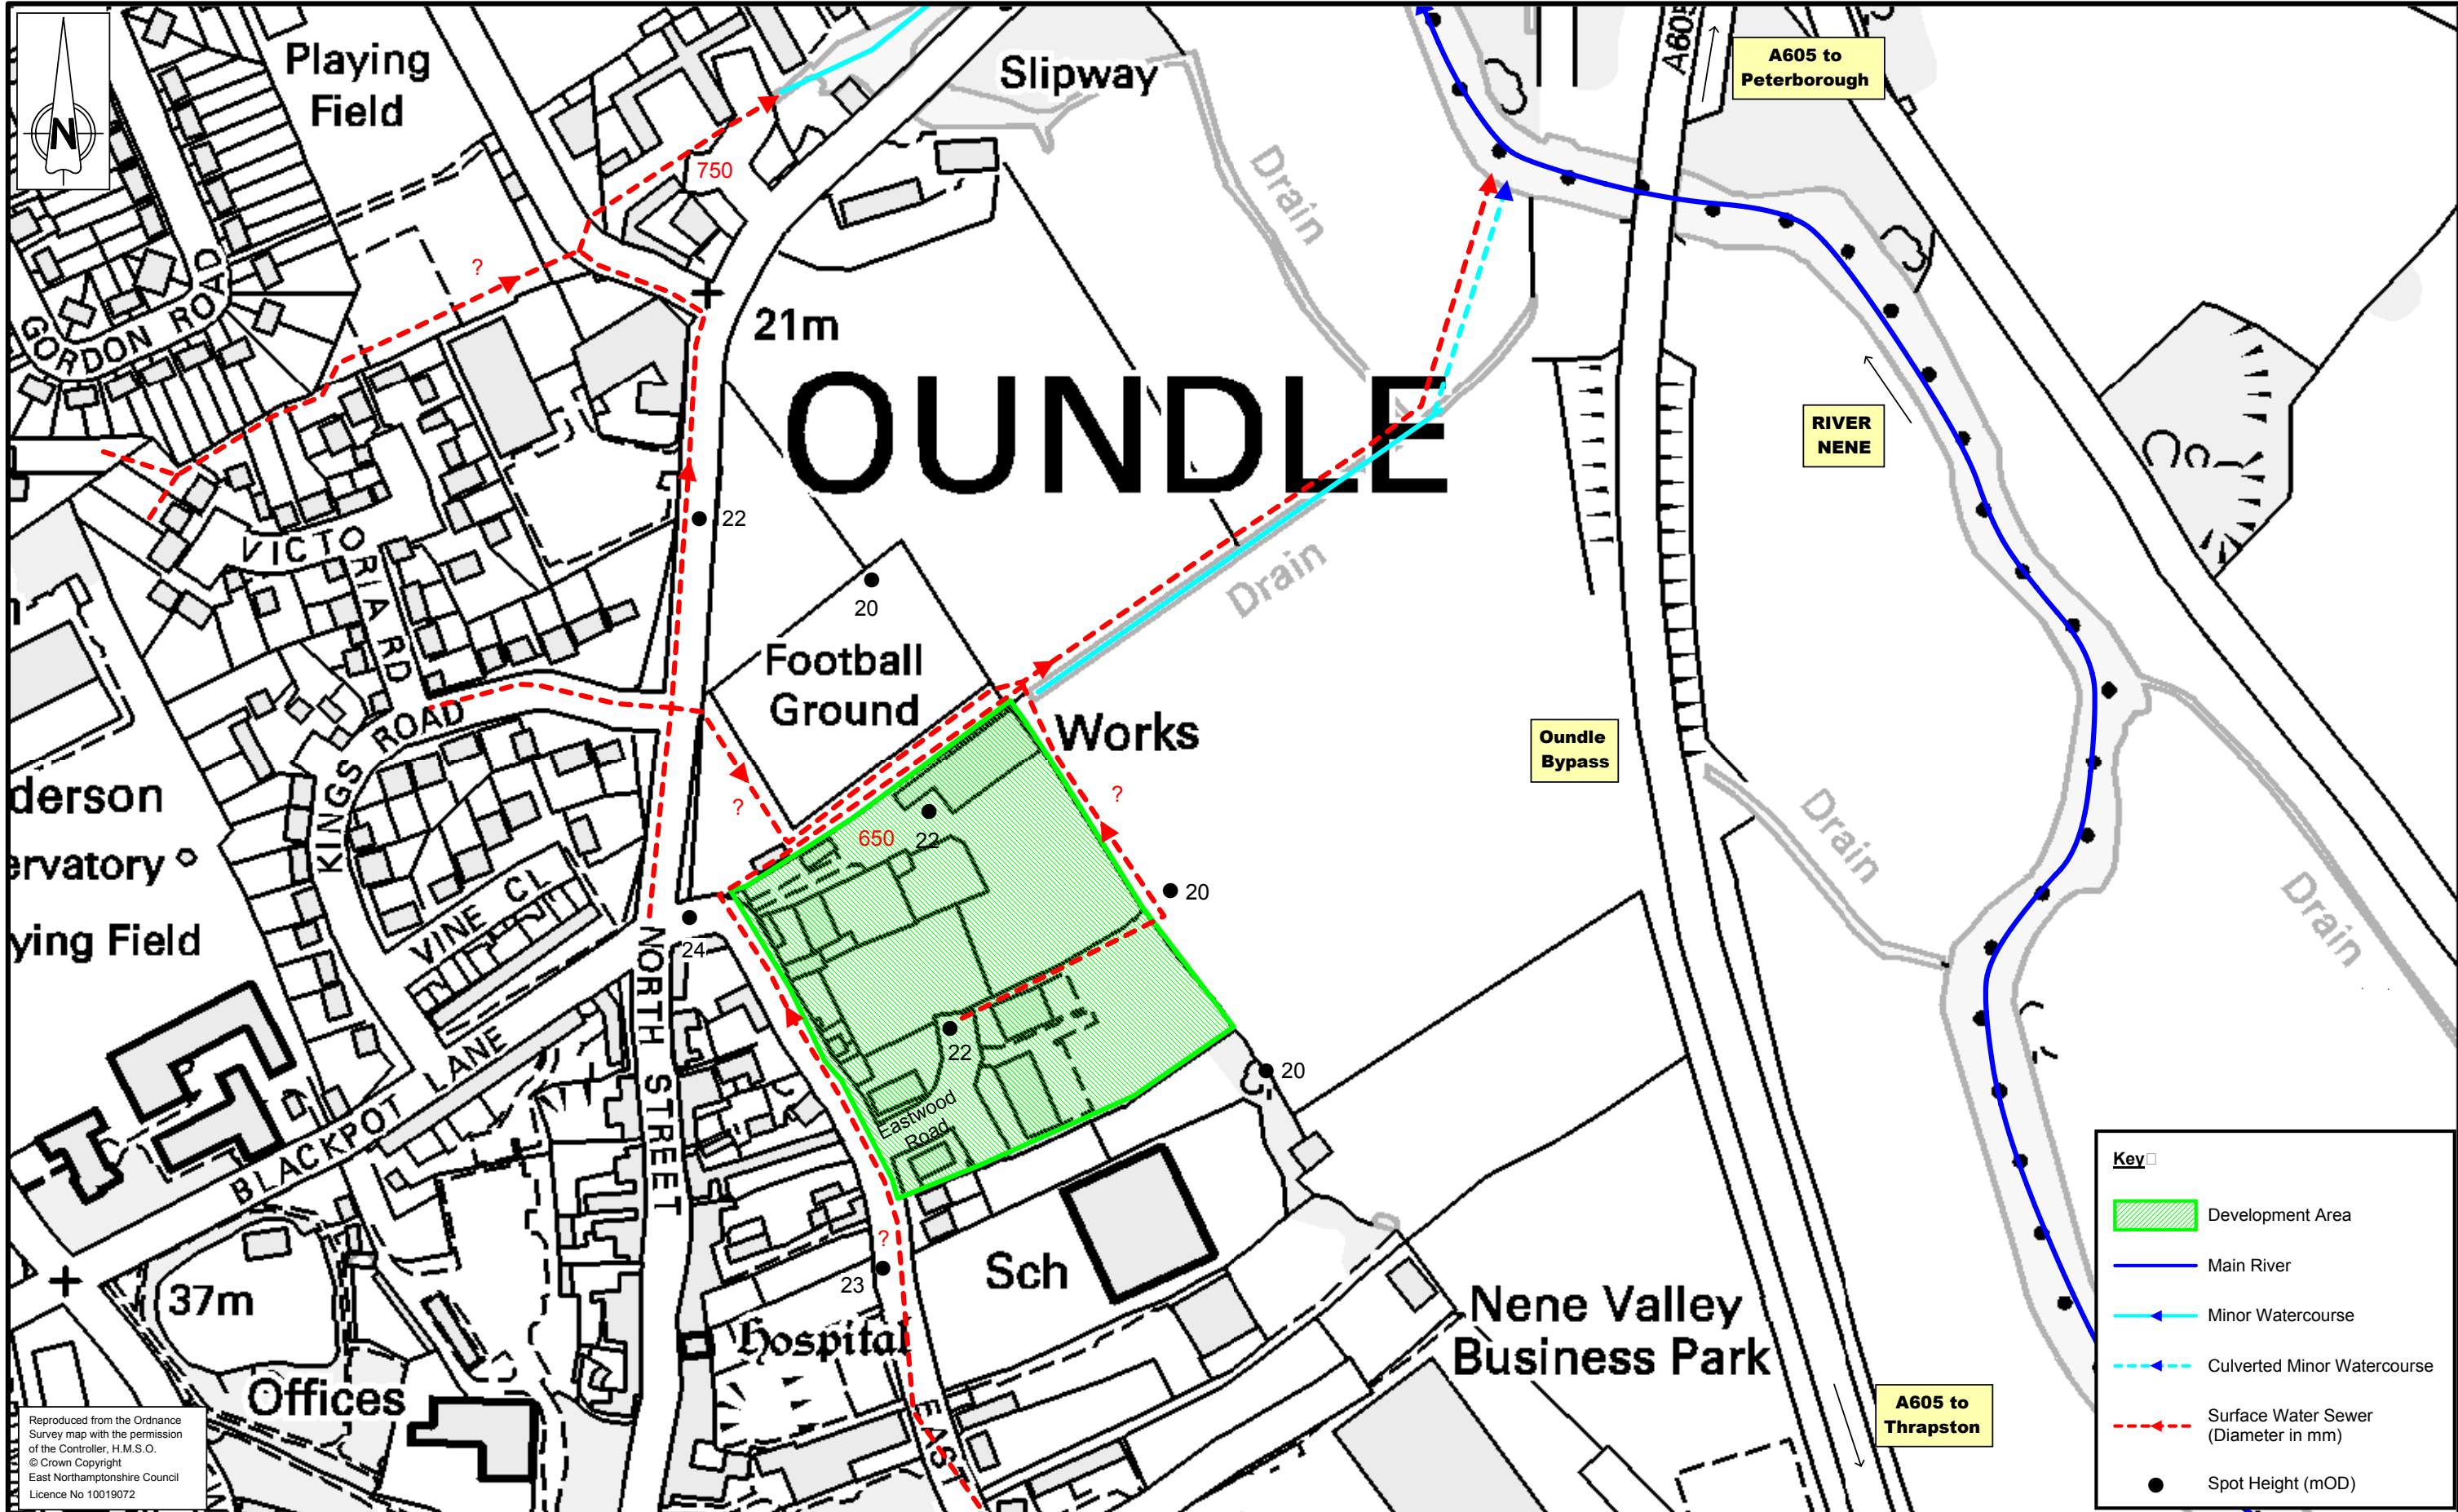 N
Playing
Field
Slipway
A605
A605 to
Peterborough
750
Drain
?
GORDON ROAD
21m
OUNDLE
RIVER
NENE
22
VICTORIA RD
20
Drain
Football
Ground
Works
Oundle
Bypass
KINGS ROAD
?
?
derson
650
22
Drain
ervatory
VINE CL
20
Drain
ying Field
24
NORTH STREET
22
20
BLACKPOT LANE
Eastwood
Road
?
23
Sch
37m
Hospital
Nene Valley
Business Park
Offices
EAST
A605 to
Thrapston
Reproduced from the Ordnance
Survey map with the permission
of the Controller, H.M.S.O.
© Crown Copyright
East Northamptonshire Council
Licence No 10019072
Key
Development Area
Main River
Minor Watercourse
Culverted Minor Watercourse
Surface Water Sewer
(Diameter in mm)
Spot Height (mOD)